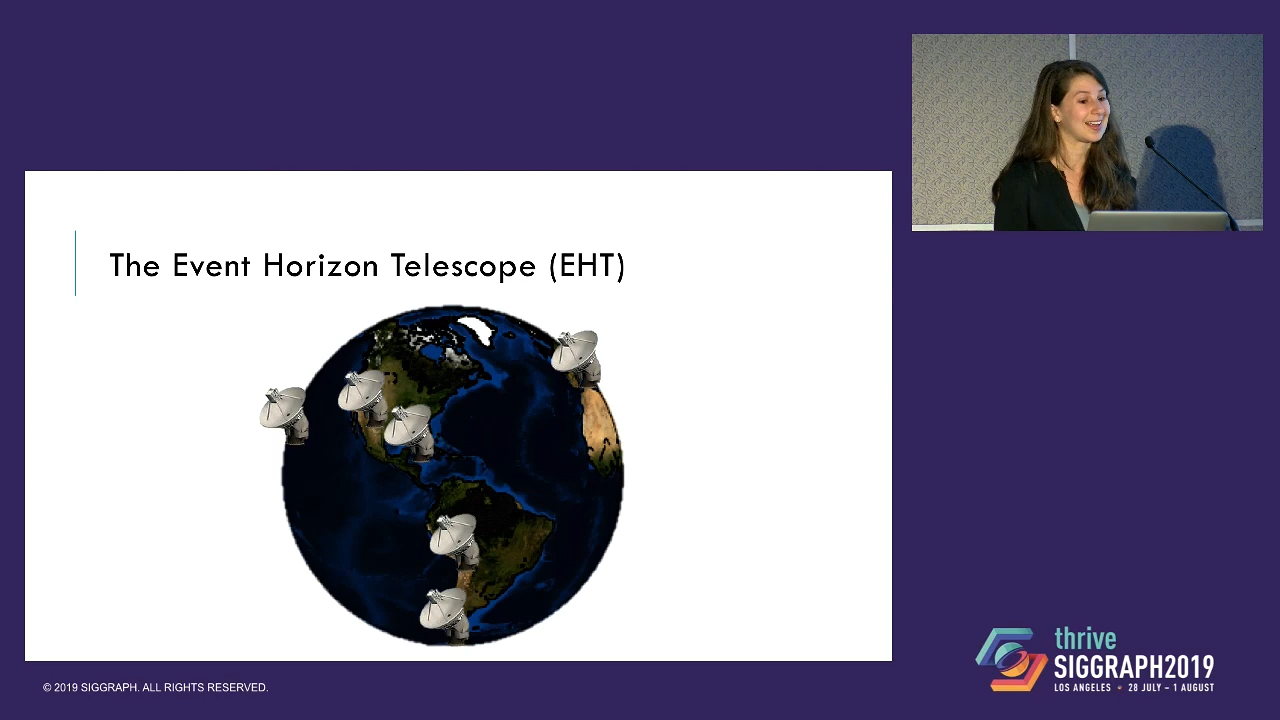 The Event Horizon Telescope (EHT)
thrive
SIGGRAPH2019
LOS ANGELES • 28 JULY – 1 AUGUST
© 2019 SIGGRAPH. ALL RIGHTS RESERVED.